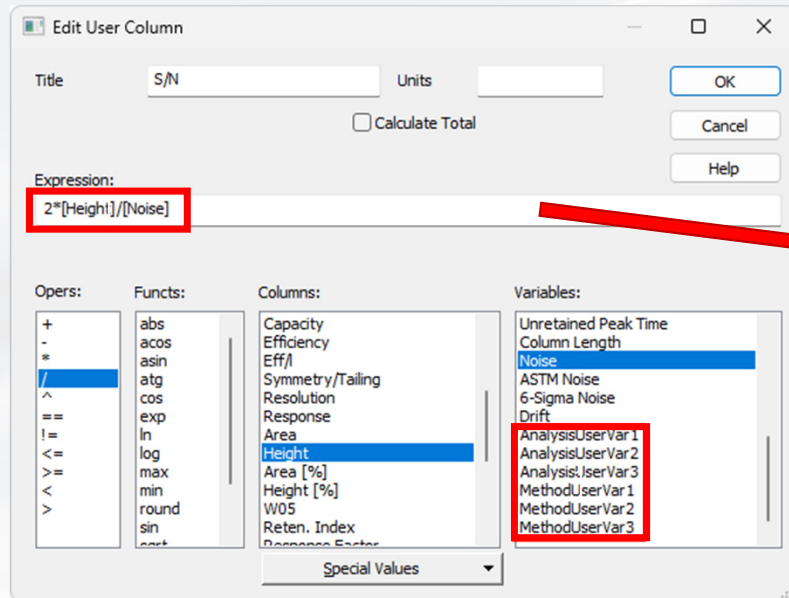 Edit User Column
Title S/N Units OK
Calculate Total Cancel
Help
Expression:
2*[Height]/[Noise]
Opers: Functs: Columns: Variables:
+
-
*
/
^
==
!=
<=
>=
<
>
abs
acos
asin
atg
cos
exp
ln
log
max
min
round
sin
Capacity
Efficiency
Eff/l
Symmetry/Tailing
Resolution
Response
Area
Height
Area [%]
Height [%]
W05
Reten. Index
Response Factor
Unretained Peak Time
Column Length
Noise
ASTM Noise
6-Sigma Noise
Drift
AnalysisUserVar1
AnalysisUserVar2
AnalysisUserVar3
MethodUserVar1
MethodUserVar2
MethodUserVar3
Special Values